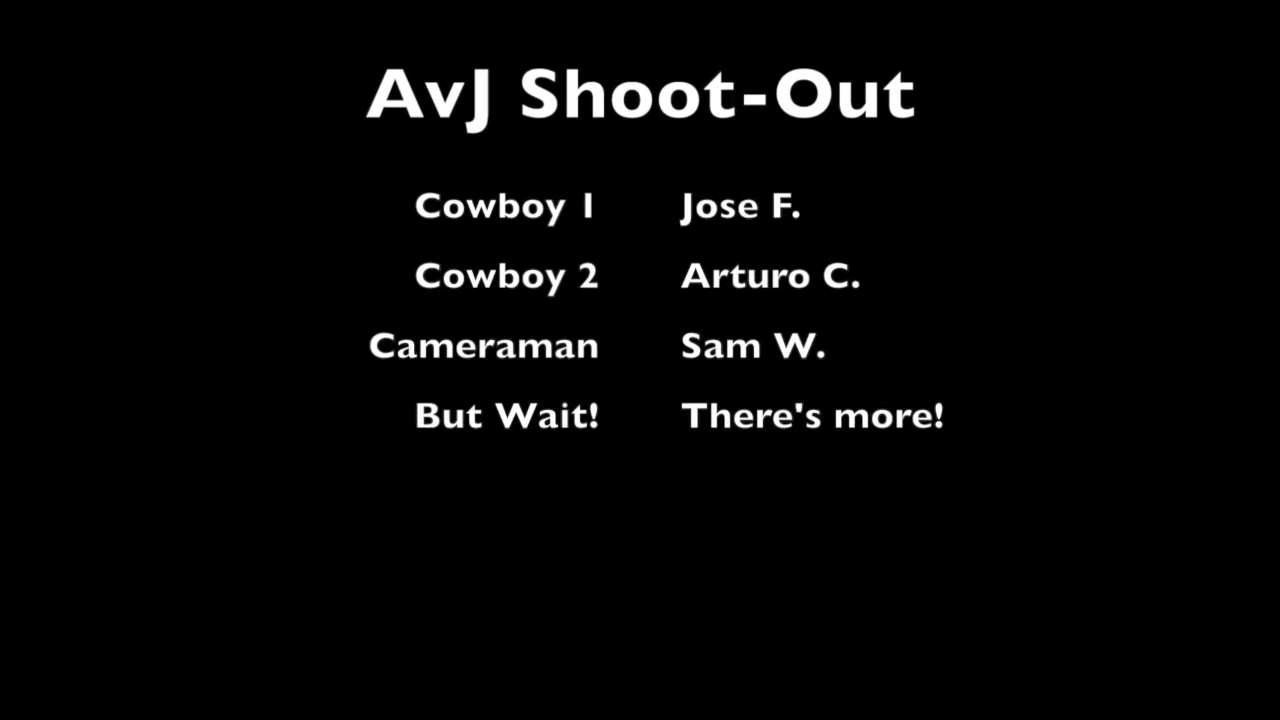 AvJ Shoot-Out
Cowboy 1 Jose F.
Cowboy 2 Arturo C.
Cameraman Sam W.
But Wait! There's more!